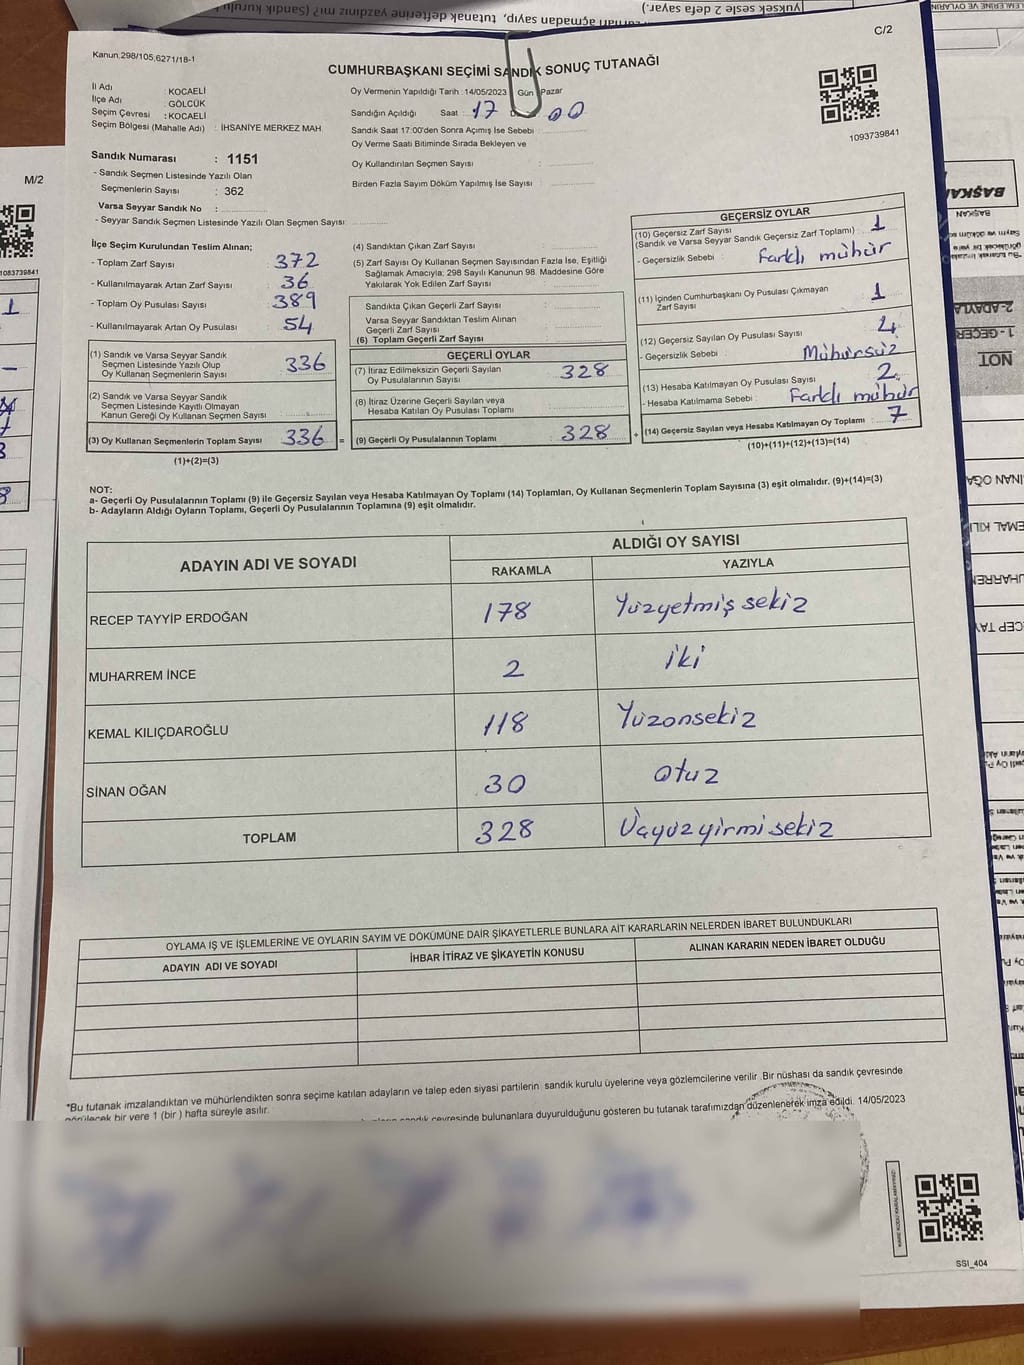 yüksek sesle 2 defa sayar.)
C/2
Kanun:298/105.6271/18-1
CUMHURBAŞKANI SEÇİMİ SANDIK SONUÇ TUTANAĞI
İl Adı : KOCAELİ
İlçe Adı : GÖLCÜK
Seçim Çevresi : KOCAELİ
Seçim Bölgesi (Mahalle Adı) : İHSANİYE MERKEZ MAH.
Oy Vermenin Yapıldığı Tarih : 14/05/2023 Gün Pazar
Sandığın Açıldığı Saat : 17 00
Sandık Saat 17:00'den Sonra Açımış İse Sebebi :
Oy Verme Saati Bitiminde Sırada Bekleyen ve
Oy Kullandırılan Seçmen Sayısı :
Birden Fazla Sayım Döküm Yapılmış İse Sayısı :
1093739841
Sandık Numarası : 1151
- Sandık Seçmen Listesinde Yazılı Olan
Seçmenlerin Sayısı : 362
Varsa Seyyar Sandık No :
- Seyyar Sandık Seçmen Listesinde Yazılı Olan Seçmen Sayısı:
İlçe Seçim Kurulundan Teslim Alınan;
- Toplam Zarf Sayısı : 372
- Kullanılmayarak Artan Zarf Sayısı : 36
- Toplam Oy Pusulası Sayısı : 389
- Kullanılmayarak Artan Oy Pusulası : 54
(1) Sandık ve Varsa Seyyar Sandık
Seçmen Listesinde Yazılı Olup
Oy Kullanan Seçmenlerin Sayısı : 336
(2) Sandık ve Varsa Seyyar Sandık
Seçmen Listesinde Kayıtlı Olmayan
Kanun Gereği Oy Kullanan Seçmen Sayısı :
(3) Oy Kullanan Seçmenlerin Toplam Sayısı : 336 =
(1)+(2)=(3)
(4) Sandıktan Çıkan Zarf Sayısı :
(5) Zarf Sayısı Oy Kullanan Seçmen Sayısından Fazla İse, Eşitliği
Sağlamak Amacıyla; 298 Sayılı Kanunun 98. Maddesine Göre
Yakılarak Yok Edilen Zarf Sayısı :
Sandıkta Çıkan Geçerli Zarf Sayısı :
Varsa Seyyar Sandıktan Teslim Alınan
Geçerli Zarf Sayısı :
(6) Toplam Geçerli Zarf Sayısı :
GEÇERLİ OYLAR
(7) İtiraz Edilmeksizin Geçerli Sayılan
Oy Pusulalarının Sayısı : 328
(8) İtiraz Üzerine Geçerli Sayılan veya
Hesaba Katılan Oy Pusulası Toplamı :
(9) Geçerli Oy Pusulalarının Toplamı : 328 +
GEÇERSİZ OYLAR
(10) Geçersiz Zarf Sayısı : 1
(Sandık ve Varsa Seyyar Sandık Geçersiz Zarf Toplamı)
- Geçersizlik Sebebi : Farklı mühür
(11) İçinden Cumhurbaşkanı Oy Pusulası Çıkmayan
Zarf Sayısı : 1
(12) Geçersiz Sayılan Oy Pusulası Sayısı :
- Geçersizlik Sebebi : Mühürsüz
(13) Hesaba Katılmayan Oy Pusulası Sayısı : 2
- Hesaba Katılmama Sebebi : Farklı mühür
(14) Geçersiz Sayılan veya Hesaba Katılmayan Oy Toplamı : 7
(10)+(11)+(12)+(13)=(14)
NOT:
a- Geçerli Oy Pusulalarının Toplamı (9) ile Geçersiz Sayılan veya Hesaba Katılmayan Oy Toplamı (14) Toplamları, Oy Kullanan Seçmenlerin Toplam Sayısına (3) eşit olmalıdır. (9)+(14)=(3)
b- Adayların Aldığı Oyların Toplamı, Geçerli Oy Pusulalarının Toplamına (9) eşit olmalıdır.
ADAYIN ADI VE SOYADI
ALDIĞI OY SAYISI
RAKAMLA YAZIYLA
RECEP TAYYİP ERDOĞAN 178 Yüzyetmiş sekiz
MUHARREM İNCE 2 iki
KEMAL KILIÇDAROĞLU 118 Yüzonsekiz
SİNAN OĞAN 30 otuz
TOPLAM 328 Üçyüzyirmi sekiz
OYLAMA İŞ VE İŞLEMLERİNE VE OYLARIN SAYIM VE DÖKÜMÜNE DAİR ŞİKAYETLERLE BUNLARA AİT KARARLARIN NELERDEN İBARET BULUNDUKLARI
ADAYIN ADI VE SOYADI İHBAR İTİRAZ VE ŞİKAYETİN KONUSU ALINAN KARARIN NEDEN İBARET OLDUĞU
*Bu tutanak imzalandıktan ve mühürlendikten sonra seçime katılan adayların ve talep eden siyasi partilerin sandık kurulu üyelerine veya gözlemcilerine verilir .Bir nüshası da sandık çevresinde
görülecek bir yere 1 (bir ) hafta süreyle asılır.
sandık çevresinde bulunanlara duyurulduğunu gösteren bu tutanak tarafımızdan düzenlenerek imza edildi. 14/05/2023
SSI_404
M/2
1083739841
BAŞKAN
2-ADAYLA
1-GEÇER
NOT